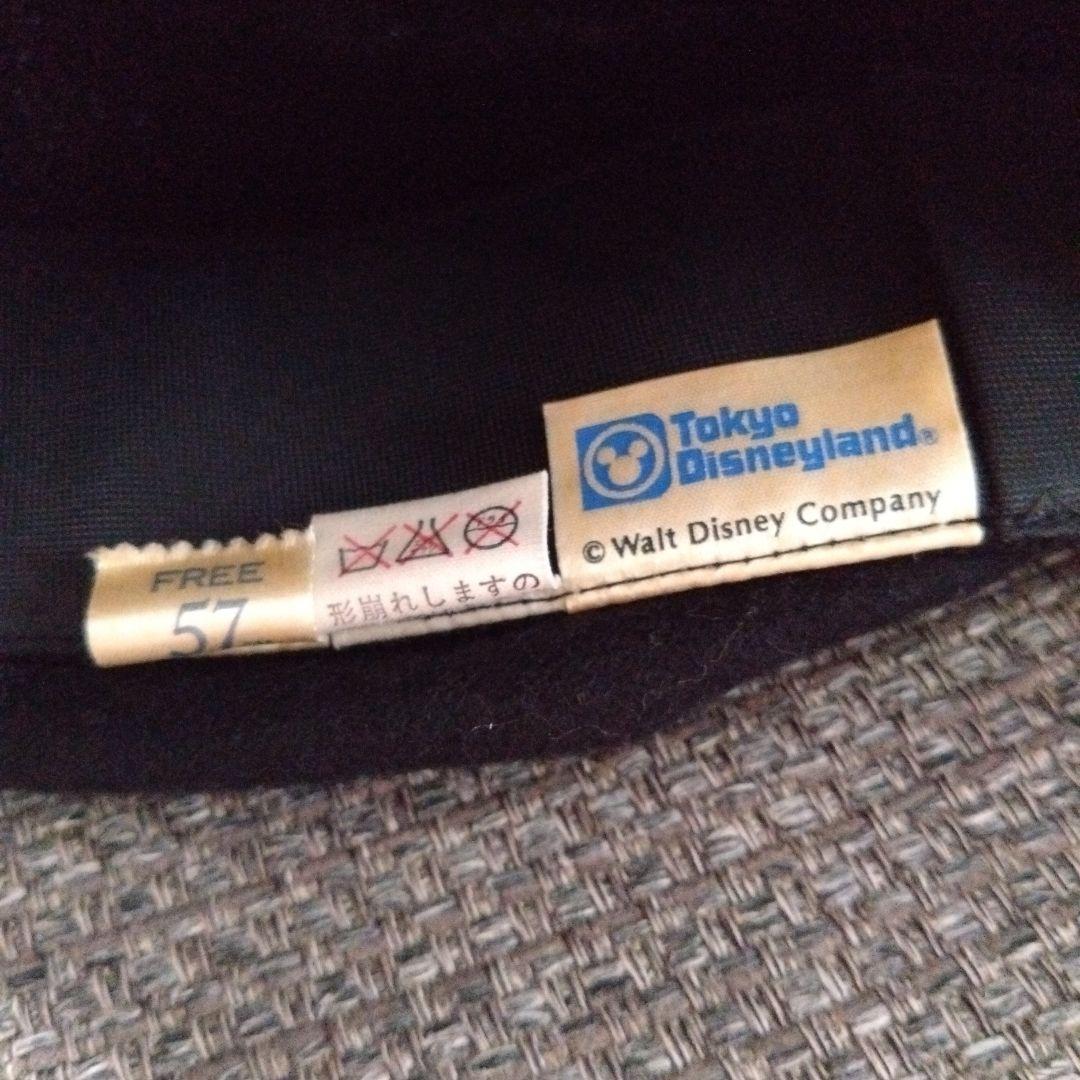 Tokyo
Disneyland®
© Walt Disney Company
形崩れしますの
FREE
57